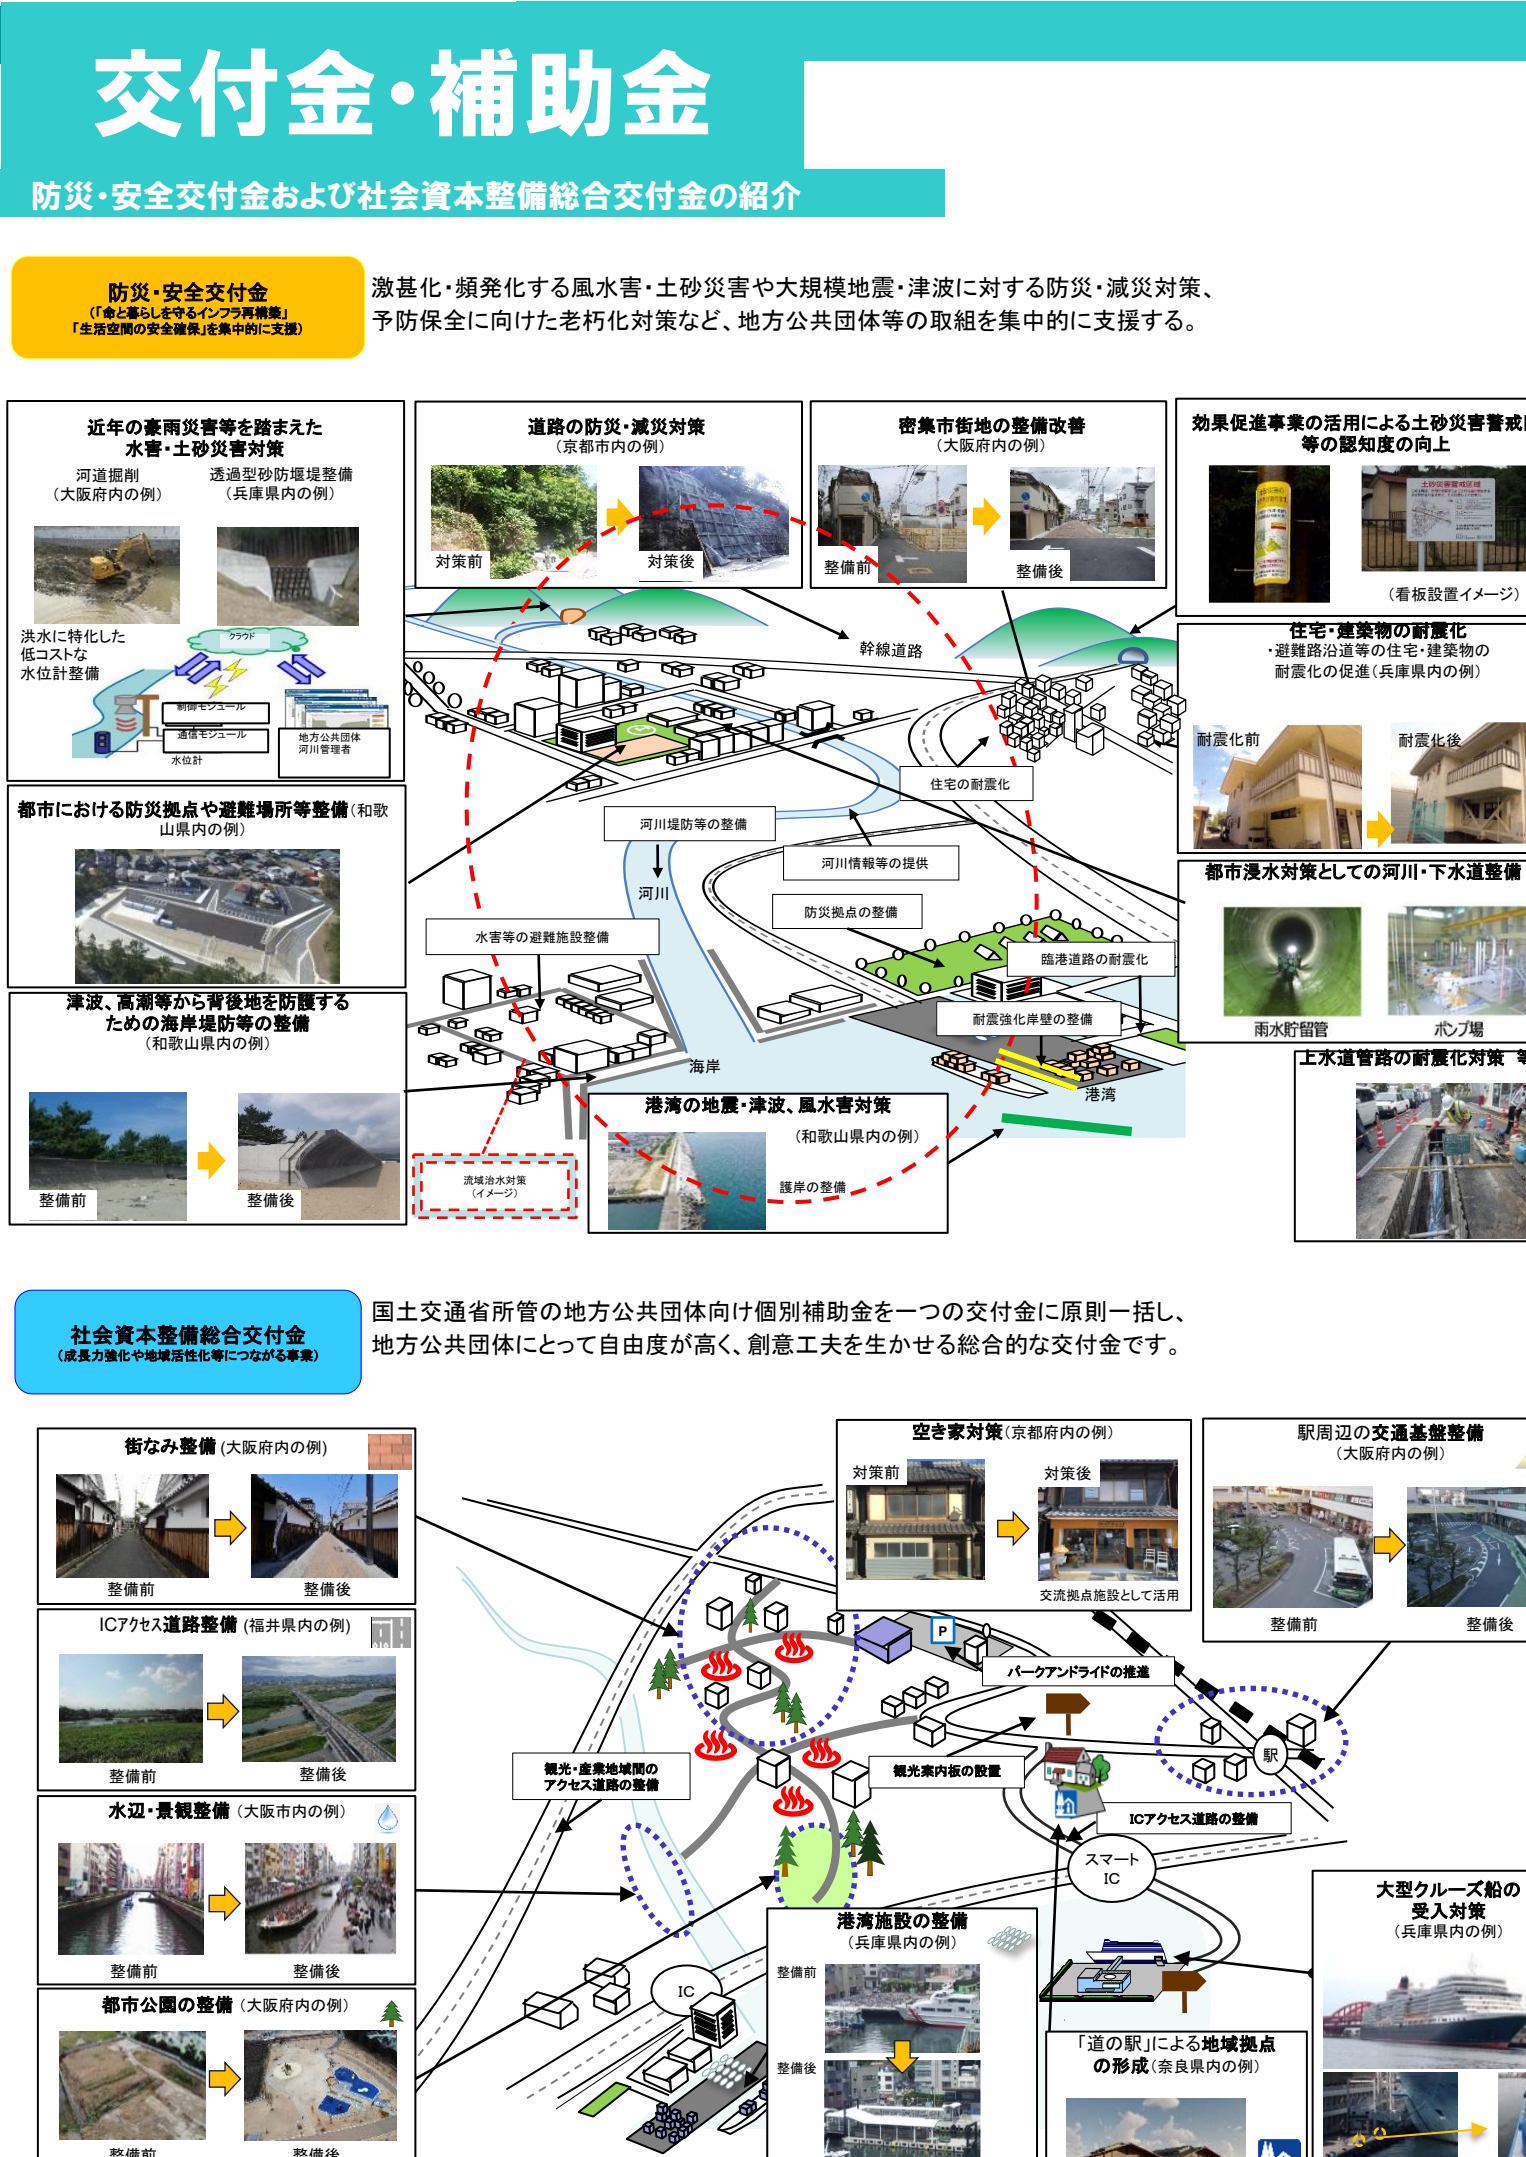 交付金・補助金
防災・安全交付金および社会資本整備総合交付金の紹介
防災・安全交付金
（「命と暮らしを守るインフラ再構築」
「生活空間の安全確保」を集中的に支援）
激甚化・頻発化する風水害・土砂災害や大規模地震・津波に対する防災・減災対策、
予防保全に向けた老朽化対策など、地方公共団体等の取組を集中的に支援する。
近年の豪雨災害等を踏まえた
水害・土砂災害対策
河道掘削
（大阪府内の例）
透過型砂防堰堤整備
（兵庫県内の例）
洪水に特化した
低コストな
水位計整備
クラウド
制御モジュール
通信モジュール
水位計
地方公共団体
河川管理者
道路の防災・減災対策
（京都市内の例）
対策前
対策後
密集市街地の整備改善
（大阪府内の例）
整備前
整備後
効果促進事業の活用による土砂災害警戒
等の認知度の向上
土砂災害警戒区域
（看板設置イメージ）
住宅・建築物の耐震化
・避難路沿道等の住宅・建築物の
耐震化の促進（兵庫県内の例）
耐震化前
耐震化後
都市における防災拠点や避難場所等整備（和歌
山県内の例）
都市浸水対策としての河川・下水道整備
雨水貯留管
ポンプ場
津波、高潮等から背後地を防護する
ための海岸堤防等の整備
（和歌山県内の例）
整備前
整備後
上水道管路の耐震化対策 等
幹線道路
住宅の耐震化
河川堤防等の整備
河川情報等の提供
河川
防災拠点の整備
水害等の避難施設整備
臨港道路の耐震化
耐震強化岸壁の整備
海岸
港湾
流域治水対策
（イメージ）
港湾の地震・津波、風水害対策
（和歌山県内の例）
護岸の整備
社会資本整備総合交付金
（成長力強化や地域活性化等につながる事業）
国土交通省所管の地方公共団体向け個別補助金を一つの交付金に原則一括し、
地方公共団体にとって自由度が高く、創意工夫を生かせる総合的な交付金です。
街なみ整備（大阪府内の例）
整備前
整備後
ICアクセス道路整備（福井県内の例）
整備前
整備後
水辺・景観整備（大阪市内の例）
整備前
整備後
都市公園の整備（大阪府内の例）
整備前
整備後
空き家対策（京都府内の例）
対策前
対策後
交流拠点施設として活用
駅周辺の交通基盤整備
（大阪府内の例）
整備前
整備後
P
パークアンドライドの推進
駅
観光・産業地域間の
アクセス道路の整備
観光案内板の設置
ICアクセス道路の整備
スマート
IC
IC
港湾施設の整備
（兵庫県内の例）
整備前
整備後
「道の駅」による地域拠点
の形成（奈良県内の例）
大型クルーズ船の
受入対策
（兵庫県内の例）